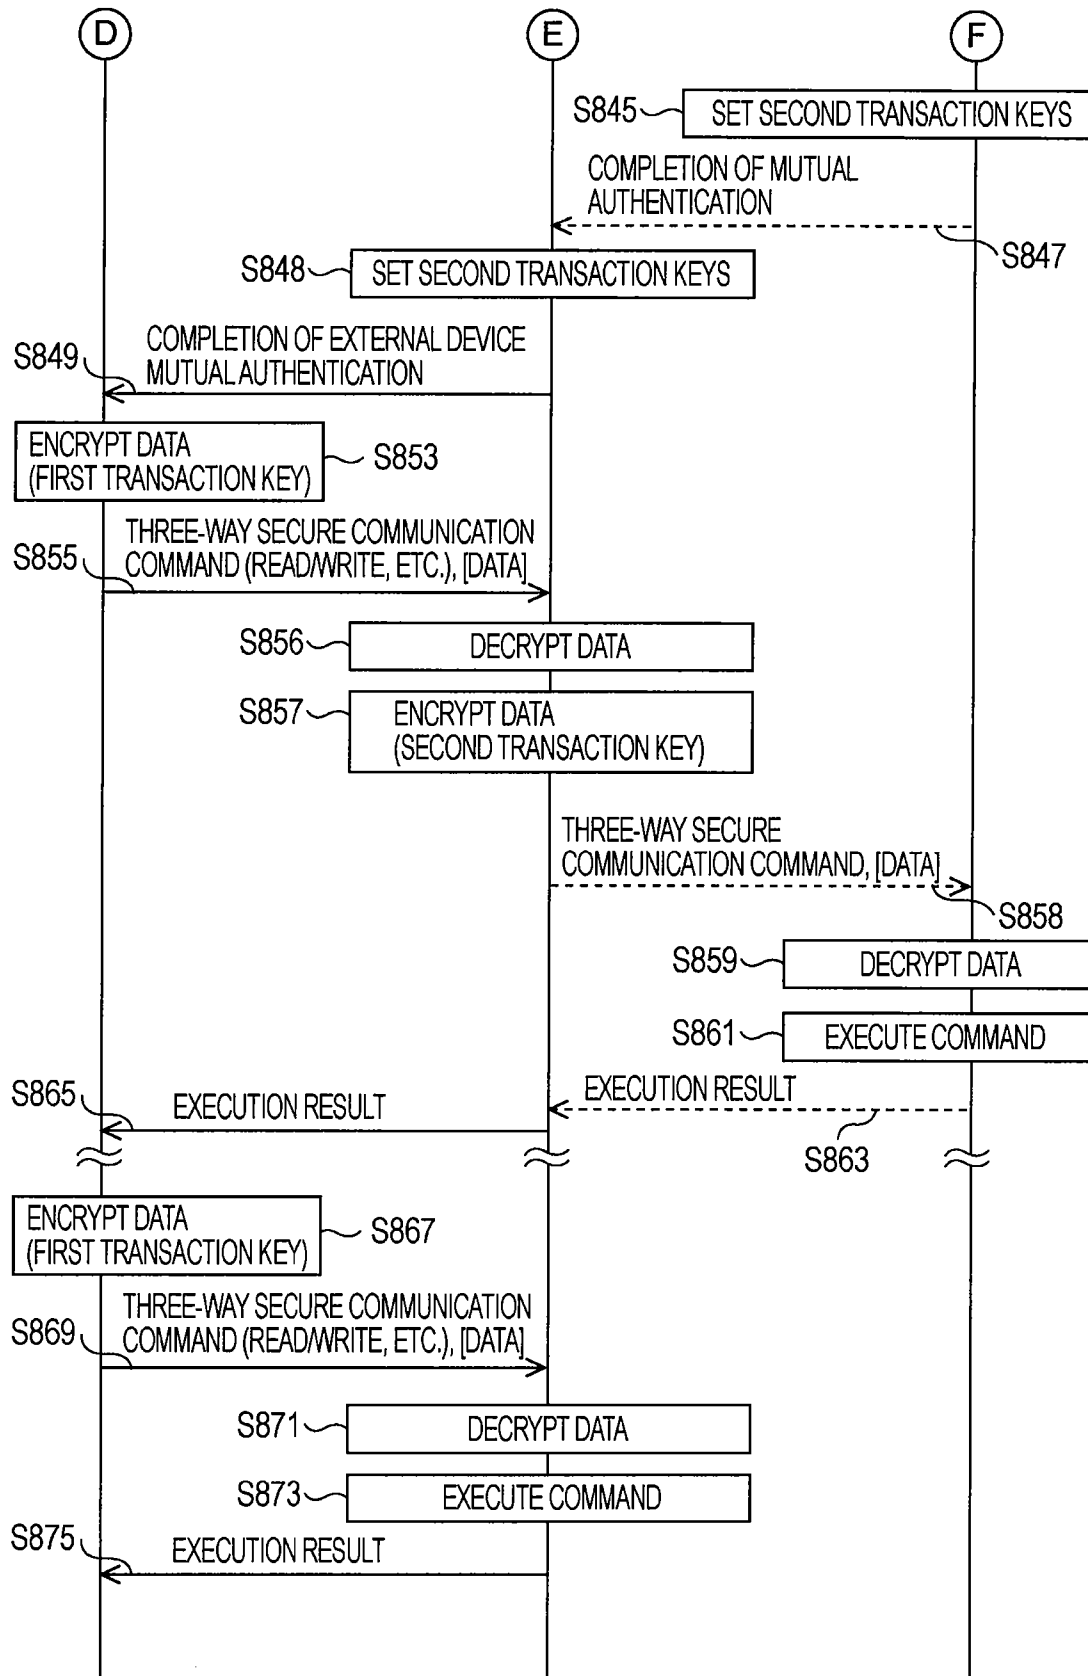 D
E
F
S845
SET SECOND TRANSACTION KEYS
COMPLETION OF MUTUAL
AUTHENTICATION
S847
S848
SET SECOND TRANSACTION KEYS
S849
COMPLETION OF EXTERNAL DEVICE
MUTUAL AUTHENTICATION
ENCRYPT DATA
(FIRST TRANSACTION KEY)
S853
THREE-WAY SECURE COMMUNICATION
COMMAND (READ/WRITE, ETC.), [DATA]
S855
S856
DECRYPT DATA
S857
ENCRYPT DATA
(SECOND TRANSACTION KEY)
THREE-WAY SECURE
COMMUNICATION COMMAND, [DATA]
S858
S859
DECRYPT DATA
S861
EXECUTE COMMAND
EXECUTION RESULT
S863
S865
EXECUTION RESULT
ENCRYPT DATA
(FIRST TRANSACTION KEY)
S867
THREE-WAY SECURE COMMUNICATION
COMMAND (READ/WRITE, ETC.), [DATA]
S869
S871
DECRYPT DATA
S873
EXECUTE COMMAND
S875
EXECUTION RESULT